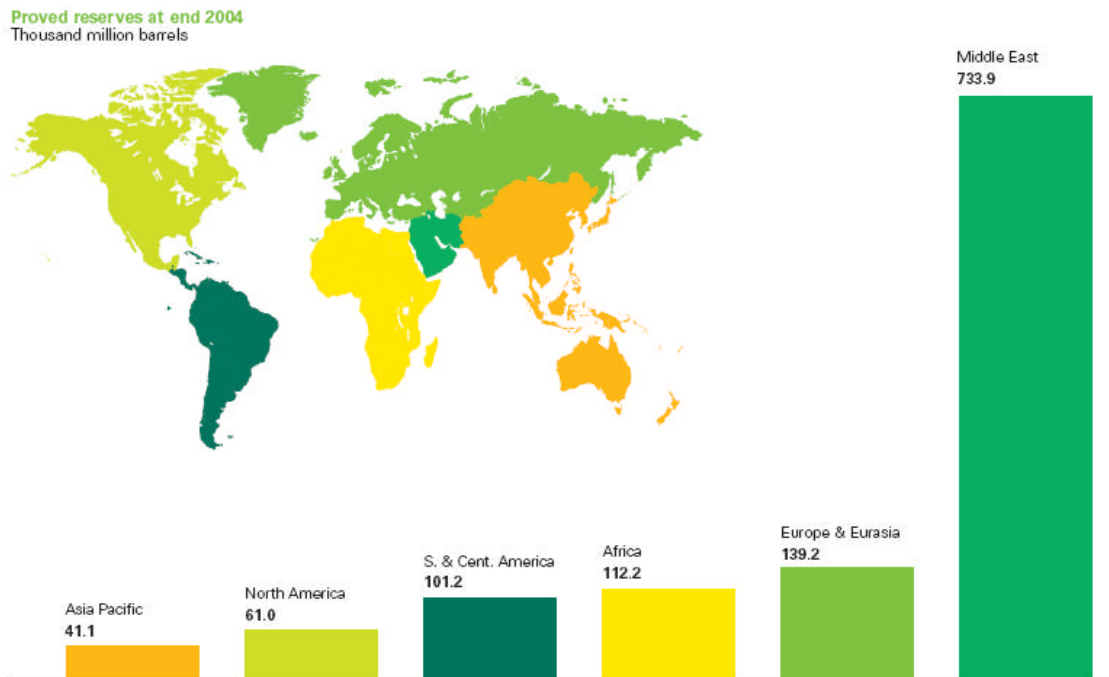 Proved reserves at end 2004
Thousand million barrels
Middle East
733.9
Europe & Eurasia
139.2
Africa
112.2
S. & Cent. America
101.2
North America
61.0
Asia Pacific
41.1